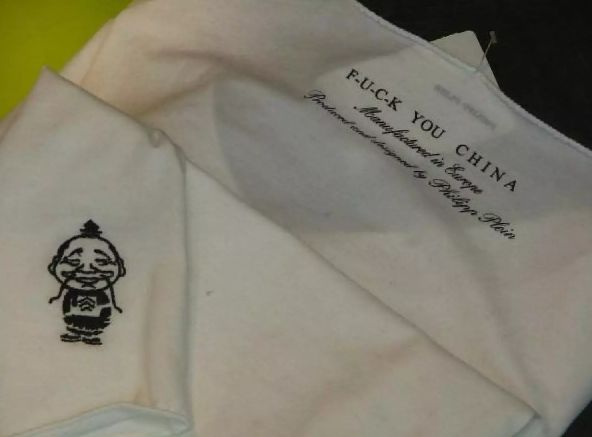 F-U-C-K YOU CHINA
Manufactured in Europe
Produced and designed by Philipp Plein